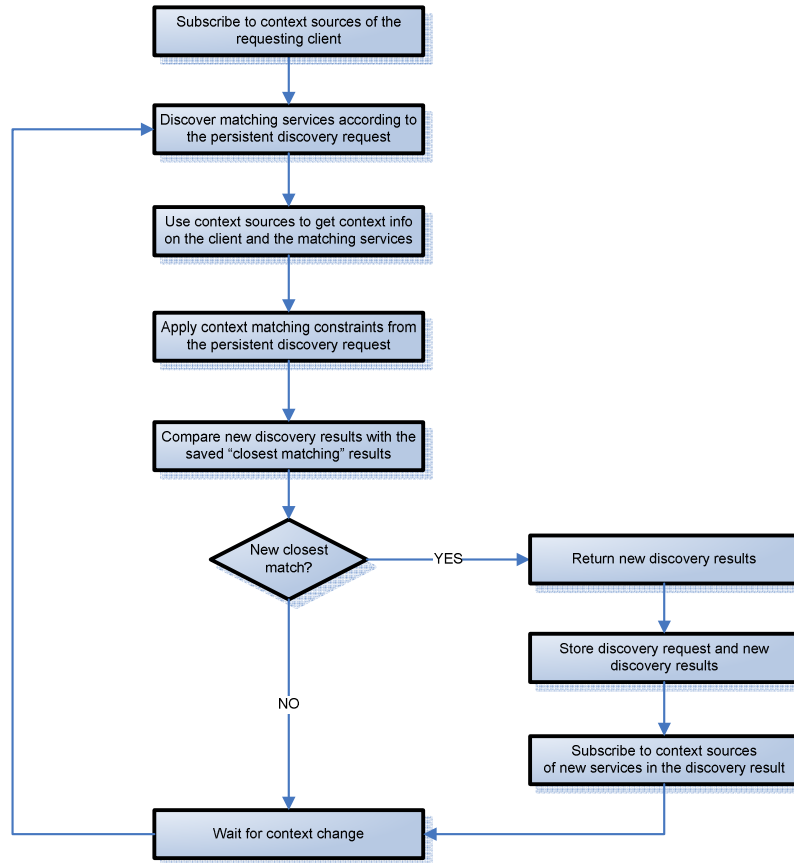 Subscribe to context sources of the
requesting client
Discover matching services according to
the persistent discovery request
Use context sources to get context info
on the client and the matching services
Apply context matching constraints from
the persistent discovery request
Compare new discovery results with the
saved “closest matching” results
New closest
match?
YES
Return new discovery results
Store discovery request and new
discovery results
Subscribe to context sources
of new services in the discovery result
NO
Wait for context change